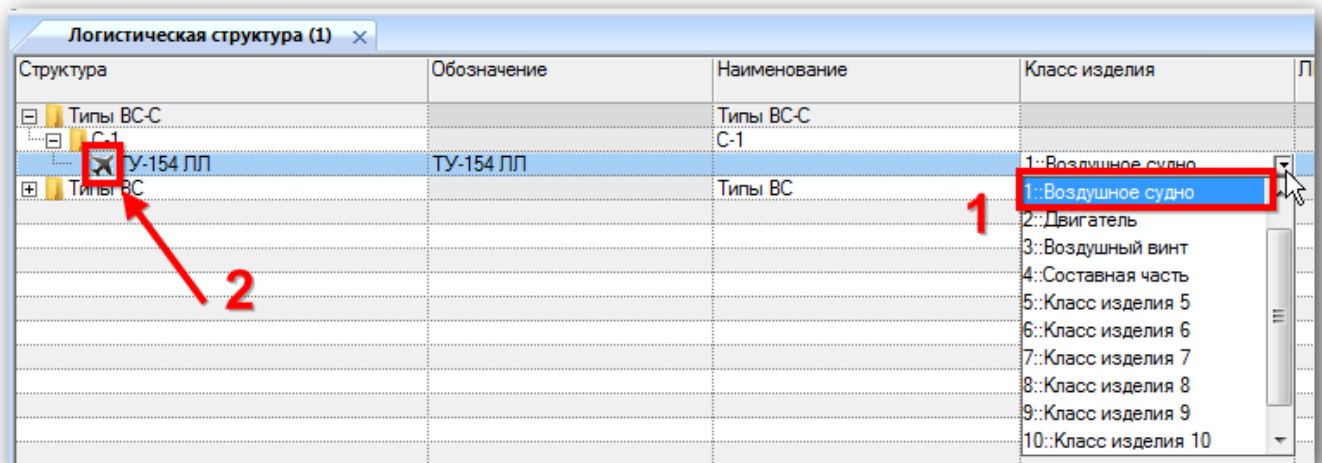 Логистическая структура (1)
Структура Обозначение Наименование Класс изделия
Типы ВС-С Типы ВС-С
С-1 С-1
ТУ-154 ЛЛ ТУ-154 ЛЛ 1::Воздушное судно
Типы ВС Типы ВС 1::Воздушное судно
1
2::Двигатель
3::Воздушный винт
4::Составная часть
2
5::Класс изделия 5
6::Класс изделия 6
7::Класс изделия 7
8::Класс изделия 8
9::Класс изделия 9
10::Класс изделия 10